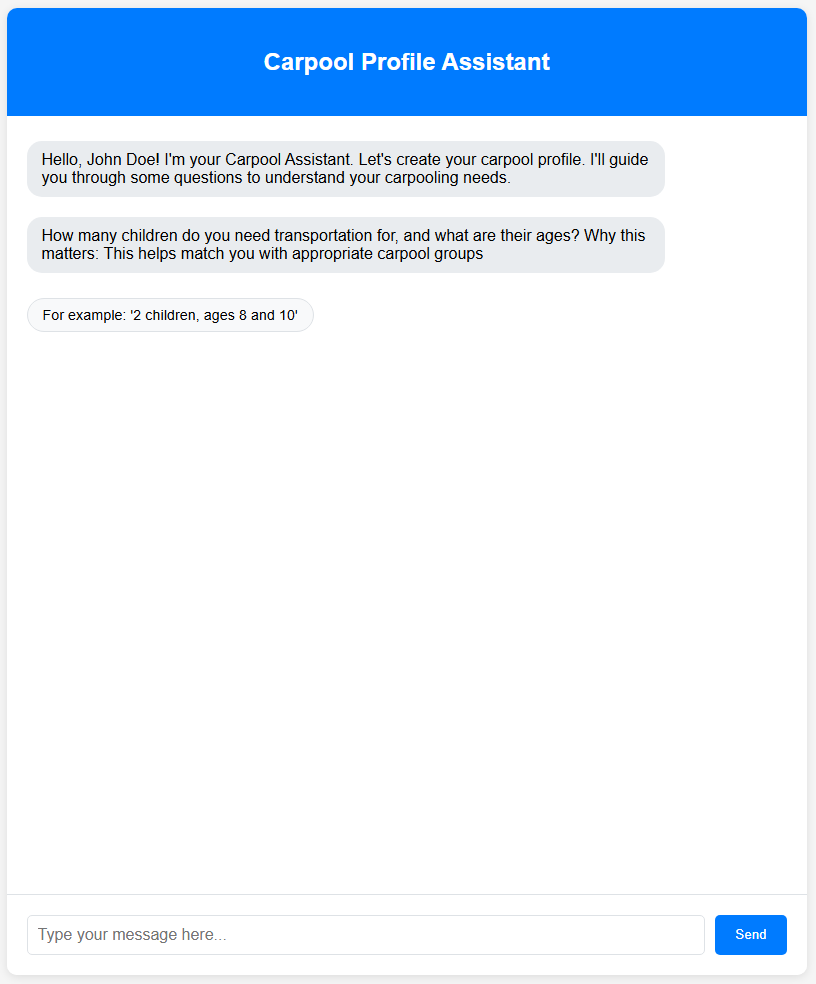 Carpool Profile Assistant
Hello, John Doe! I'm your Carpool Assistant. Let's create your carpool profile. I'll guide
you through some questions to understand your carpooling needs.
How many children do you need transportation for, and what are their ages? Why this
matters: This helps match you with appropriate carpool groups
For example: '2 children, ages 8 and 10'
Type your message here...
Send